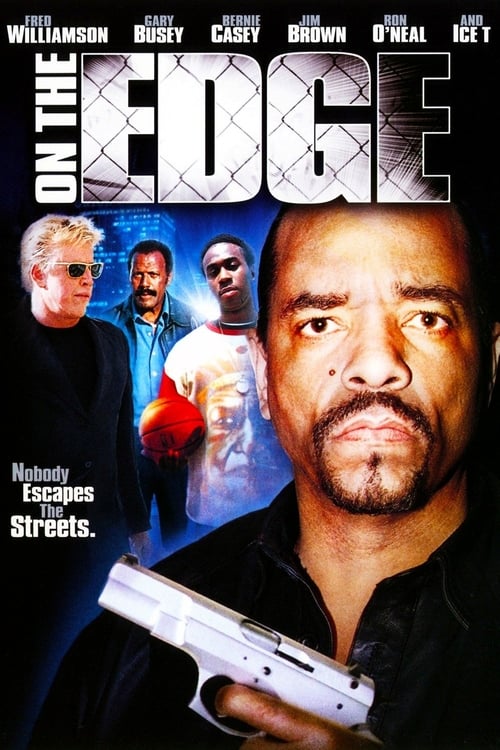 FRED WILLIAMSON
GARY BUSEY
BERNIE CASEY
JIM BROWN
RON O'NEAL
AND ICE T
ON THE EDGE
Nobody
Escapes
The
Streets.